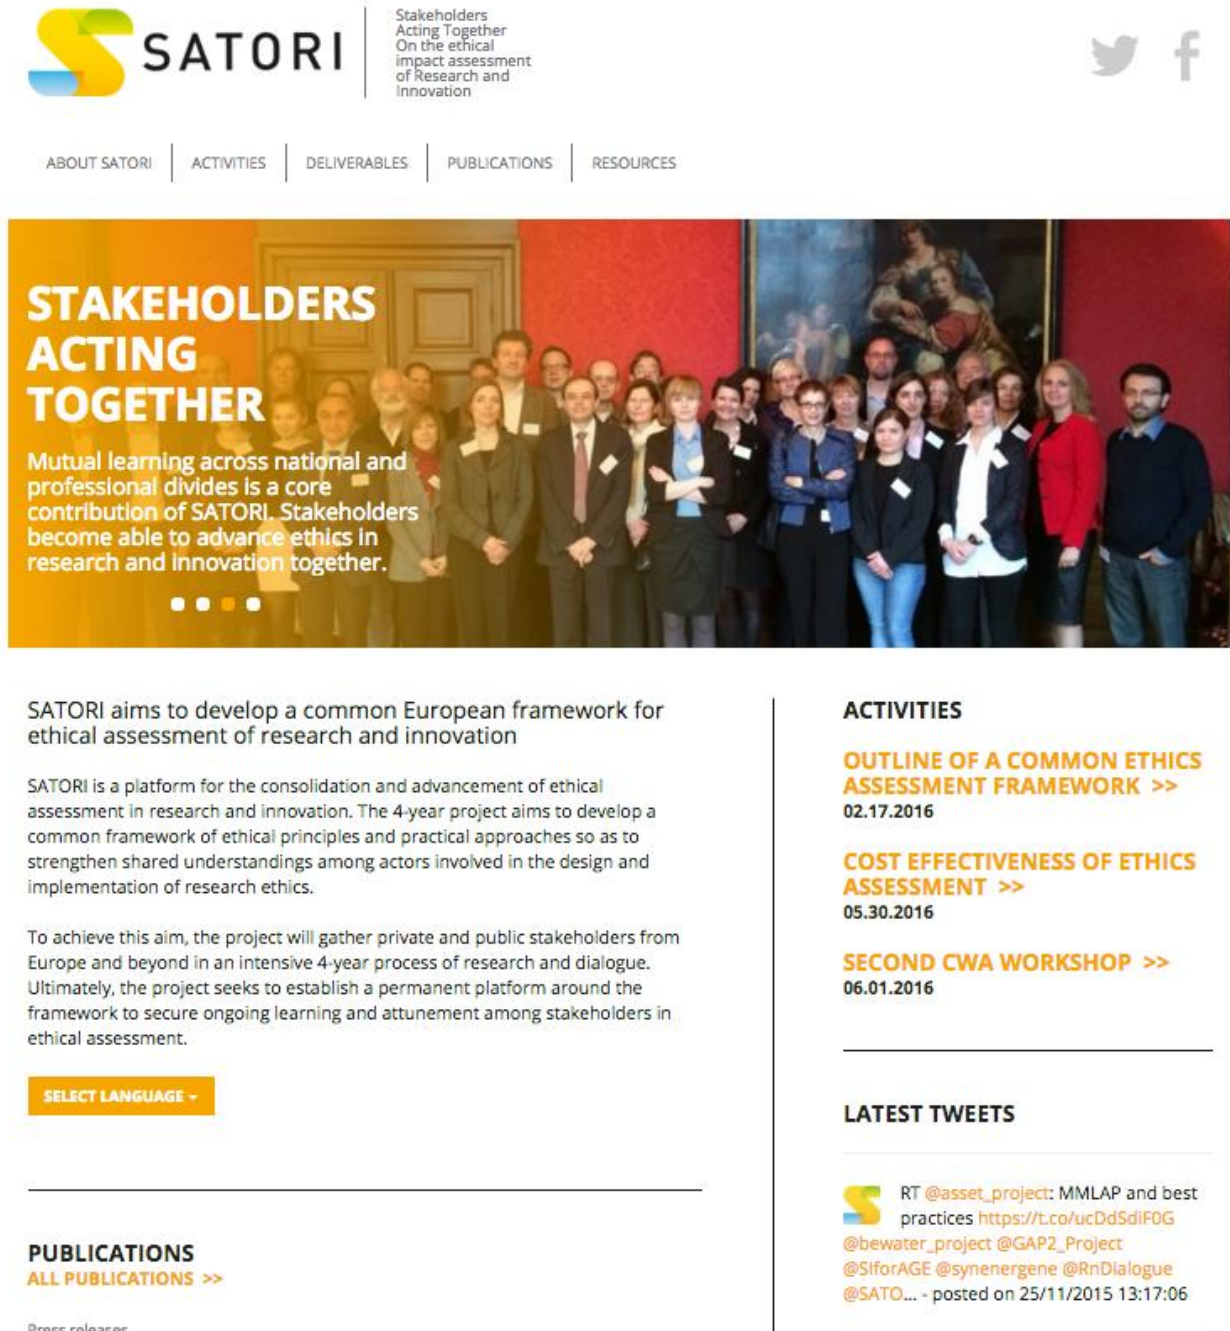 SATORI
Stakeholders
Acting Together
On the ethical
impact assessment
of Research and
Innovation
ABOUT SATORI
ACTIVITIES
DELIVERABLES
PUBLICATIONS
RESOURCES
STAKEHOLDERS
ACTING
TOGETHER
Mutual learning across national and
professional divides is a core
contribution of SATORI. Stakeholders
become able to advance ethics in
research and innovation together.
SATORI aims to develop a common European framework for
ethical assessment of research and innovation
SATORI is a platform for the consolidation and advancement of ethical
assessment in research and innovation. The 4-year project aims to develop a
common framework of ethical principles and practical approaches so as to
strengthen shared understandings among actors involved in the design and
implementation of research ethics.
To achieve this aim, the project will gather private and public stakeholders from
Europe and beyond in an intensive 4-year process of research and dialogue.
Ultimately, the project seeks to establish a permanent platform around the
framework to secure ongoing learning and attunement among stakeholders in
ethical assessment.
SELECT LANGUAGE
PUBLICATIONS
ALL PUBLICATIONS >>
Press releases
ACTIVITIES
OUTLINE OF A COMMON ETHICS
ASSESSMENT FRAMEWORK >>
02.17.2016
COST EFFECTIVENESS OF ETHICS
ASSESSMENT >>
05.30.2016
SECOND CWA WORKSHOP >>
06.01.2016
LATEST TWEETS
RT @asset_project: MMLAP and best
practices https://t.co/ucDdSdiF0G
@bewater_project @GAP2_Project
@SIforAGE @synenergene @RnDialogue
@SATO... - posted on 25/11/2015 13:17:06